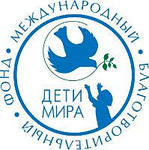 МЕЖДУНАРОДНЫЙ • БЛАГОТВОРИТЕЛЬНЫЙ • ФОНД •
ДЕТИ
МИРА